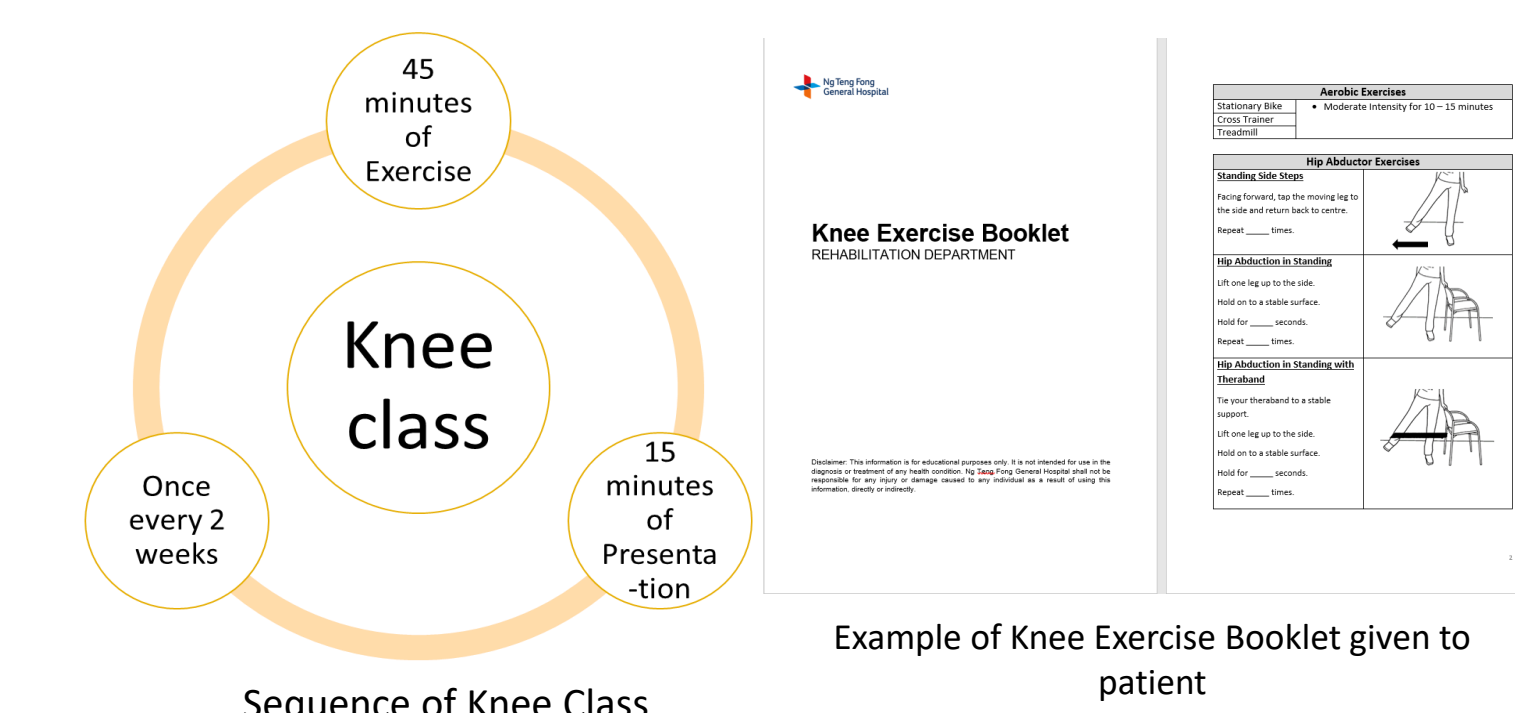 45
minutes
of
Exercise
Knee
class
15
minutes
of
Presenta
-tion
Once
every 2
weeks
Sequence of Knee Class
Ng Teng Fong
General Hospital
Knee Exercise Booklet
REHABILITATION DEPARTMENT
Disclaimer: This information is for educational purposes only. It is not intended for use in the
diagnosis or treatment of any health condition. Ng Teng Fong General Hospital shall not be
responsible for any injury or damage caused to any individual as a result of using this
information, directly or indirectly.
Aerobic Exercises
Stationary Bike
• Moderate Intensity for 10 – 15 minutes
Cross Trainer
Treadmill
Hip Abductor Exercises
Standing Side Steps
Facing forward, tap the moving leg to
the side and return back to centre.
Repeat _____ times.
Hip Abduction in Standing
Lift one leg up to the side.
Hold on to a stable surface.
Hold for _____ seconds.
Repeat _____ times.
Hip Abduction in Standing with
Theraband
Tie your theraband to a stable
support.
Lift one leg up to the side.
Hold on to a stable surface.
Hold for _____ seconds.
Repeat _____ times.
2
Example of Knee Exercise Booklet given to
patient